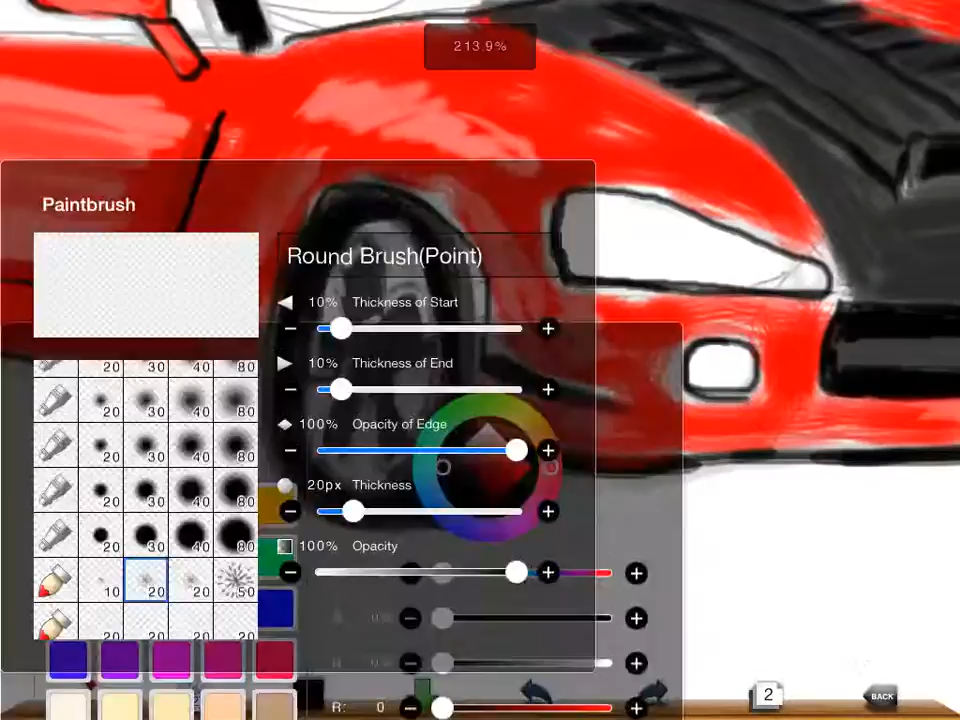 213.9%
Paintbrush
Round Brush(Point)
10% Thickness of Start
10% Thickness of End
100% Opacity of Edge
20px Thickness
100% Opacity
20 30 40 80
20 30 40 80
20 30 40 80
20 30 40 80
20 30 40 80
10 20 20 50
20 20 20 20
R: 0
2
BACK